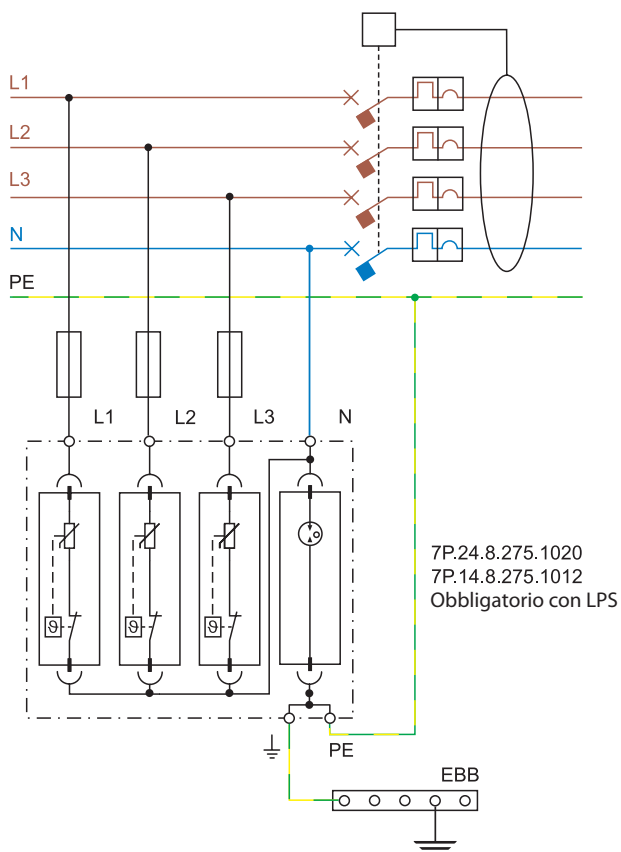 L1
L2
L3
N
PE
L1 L2 L3 N
ϑ ϑ ϑ
7P.24.8.275.1020
7P.14.8.275.1012
Obbligatorio con LPS
PE
EBB